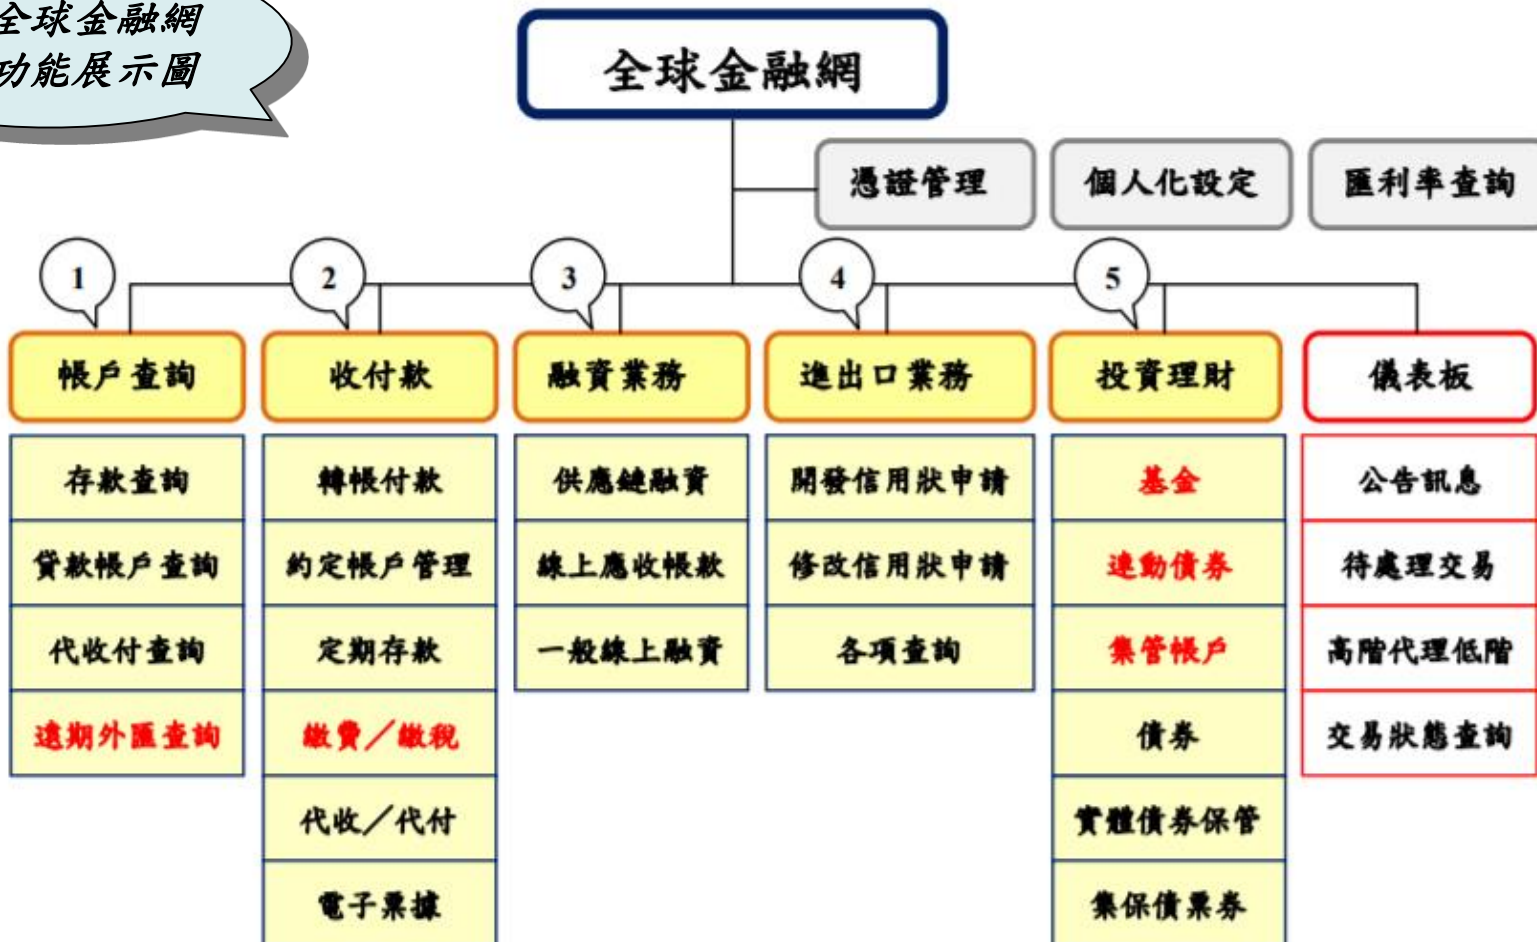 全球金融網
功能展示圖
全球金融網
憑證管理
個人化設定
匯利率查詢
1
2
3
4
5
帳戶查詢
收付款
融資業務
進出口業務
投資理財
儀表板
存款查詢
轉帳付款
供應鏈融資
開發信用狀申請
基金
公告訊息
貸款帳戶查詢
約定帳戶管理
線上應收帳款
修改信用狀申請
連動債券
待處理交易
代收付查詢
定期存款
一般線上融資
各項查詢
集管帳戶
高階代理低階
遠期外匯查詢
繳費／繳稅
債券
交易狀態查詢
代收／代付
實體債券保管
電子票據
集保債票券